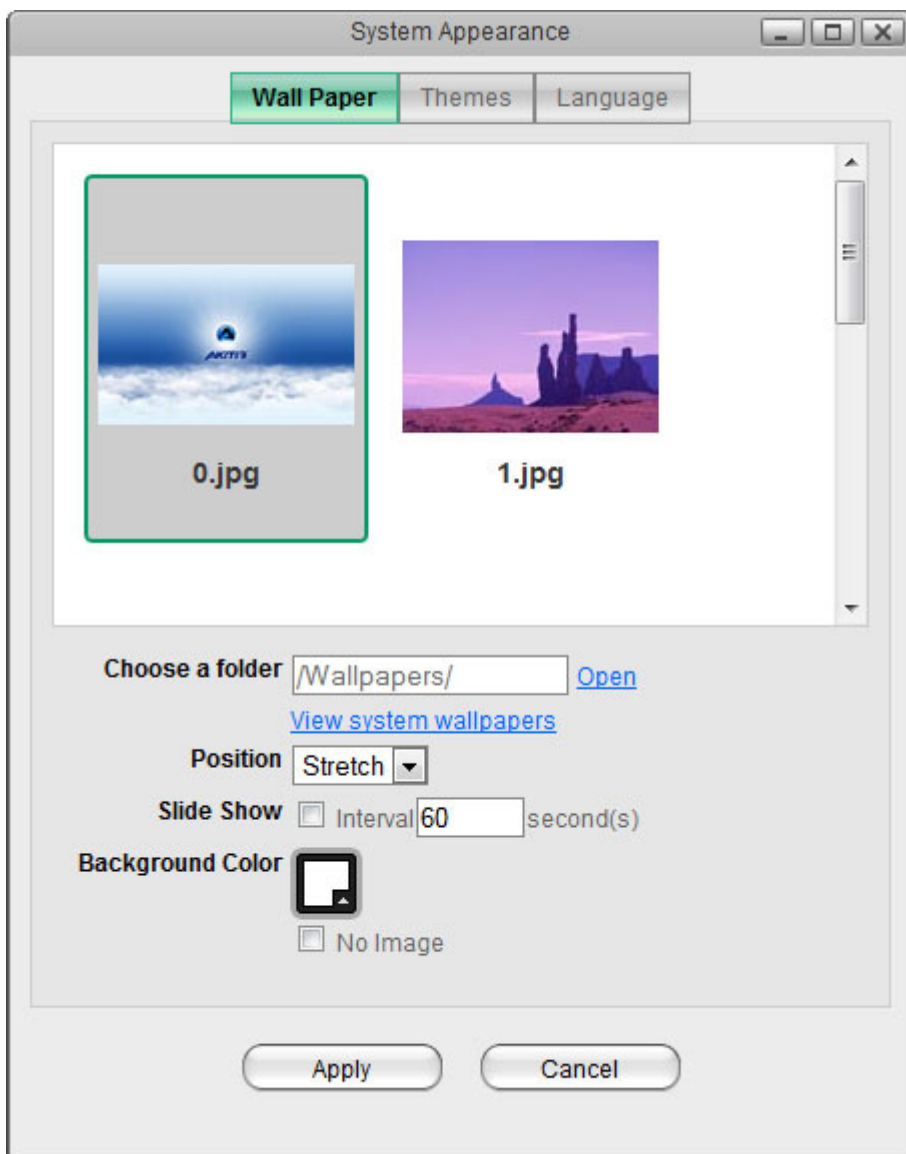 System Appearance
Wall Paper
Themes
Language
AKiTiO
0.jpg
1.jpg
Choose a folder /Wallpapers/ Open
View system wallpapers
Position Stretch
Slide Show Interval 60 second(s)
Background Color
No Image
Apply
Cancel